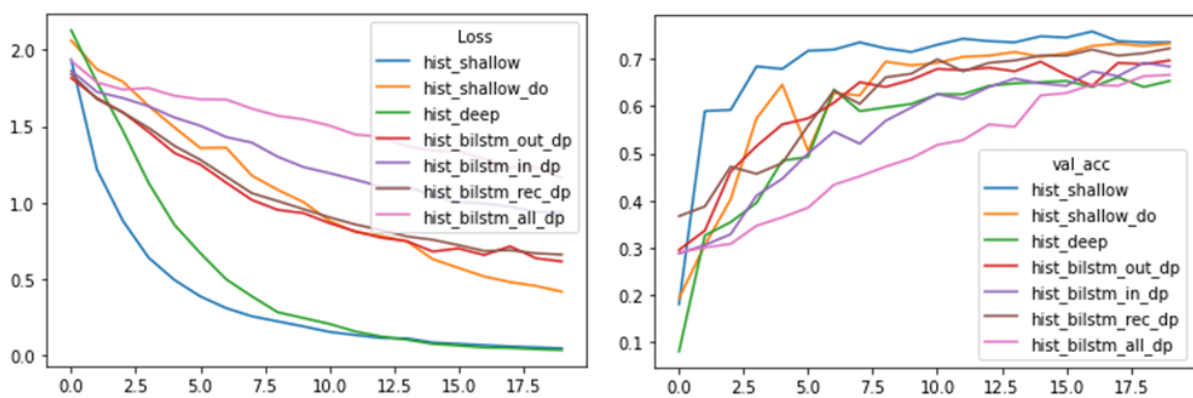 Loss
hist_shallow
hist_shallow_do
hist_deep
hist_bilstm_out_dp
hist_bilstm_in_dp
hist_bilstm_rec_dp
hist_bilstm_all_dp
2.0
1.5
1.0
0.5
0.0
0.0 2.5 5.0 7.5 10.0 12.5 15.0 17.5
val_acc
hist_shallow
hist_shallow_do
hist_deep
hist_bilstm_out_dp
hist_bilstm_in_dp
hist_bilstm_rec_dp
hist_bilstm_all_dp
0.7
0.6
0.5
0.4
0.3
0.2
0.1
0.0 2.5 5.0 7.5 10.0 12.5 15.0 17.5